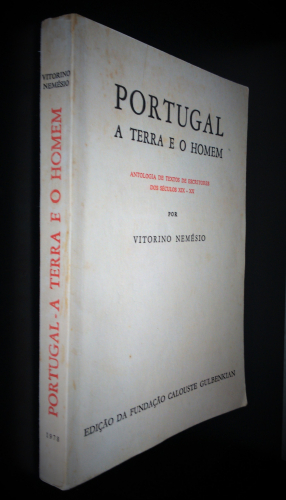 VITORINO
NEMÉSIO
PORTUGAL - A TERRA E O HOMEM
1978
PORTUGAL
A TERRA E O HOMEM
ANTOLOGIA DE TEXTOS DE ESCRITORES
DOS SÉCULOS XIX - XX
POR
VITORINO NEMÉSIO
EDIÇÃO DA FUNDAÇÃO CALOUSTE GULBENKIAN